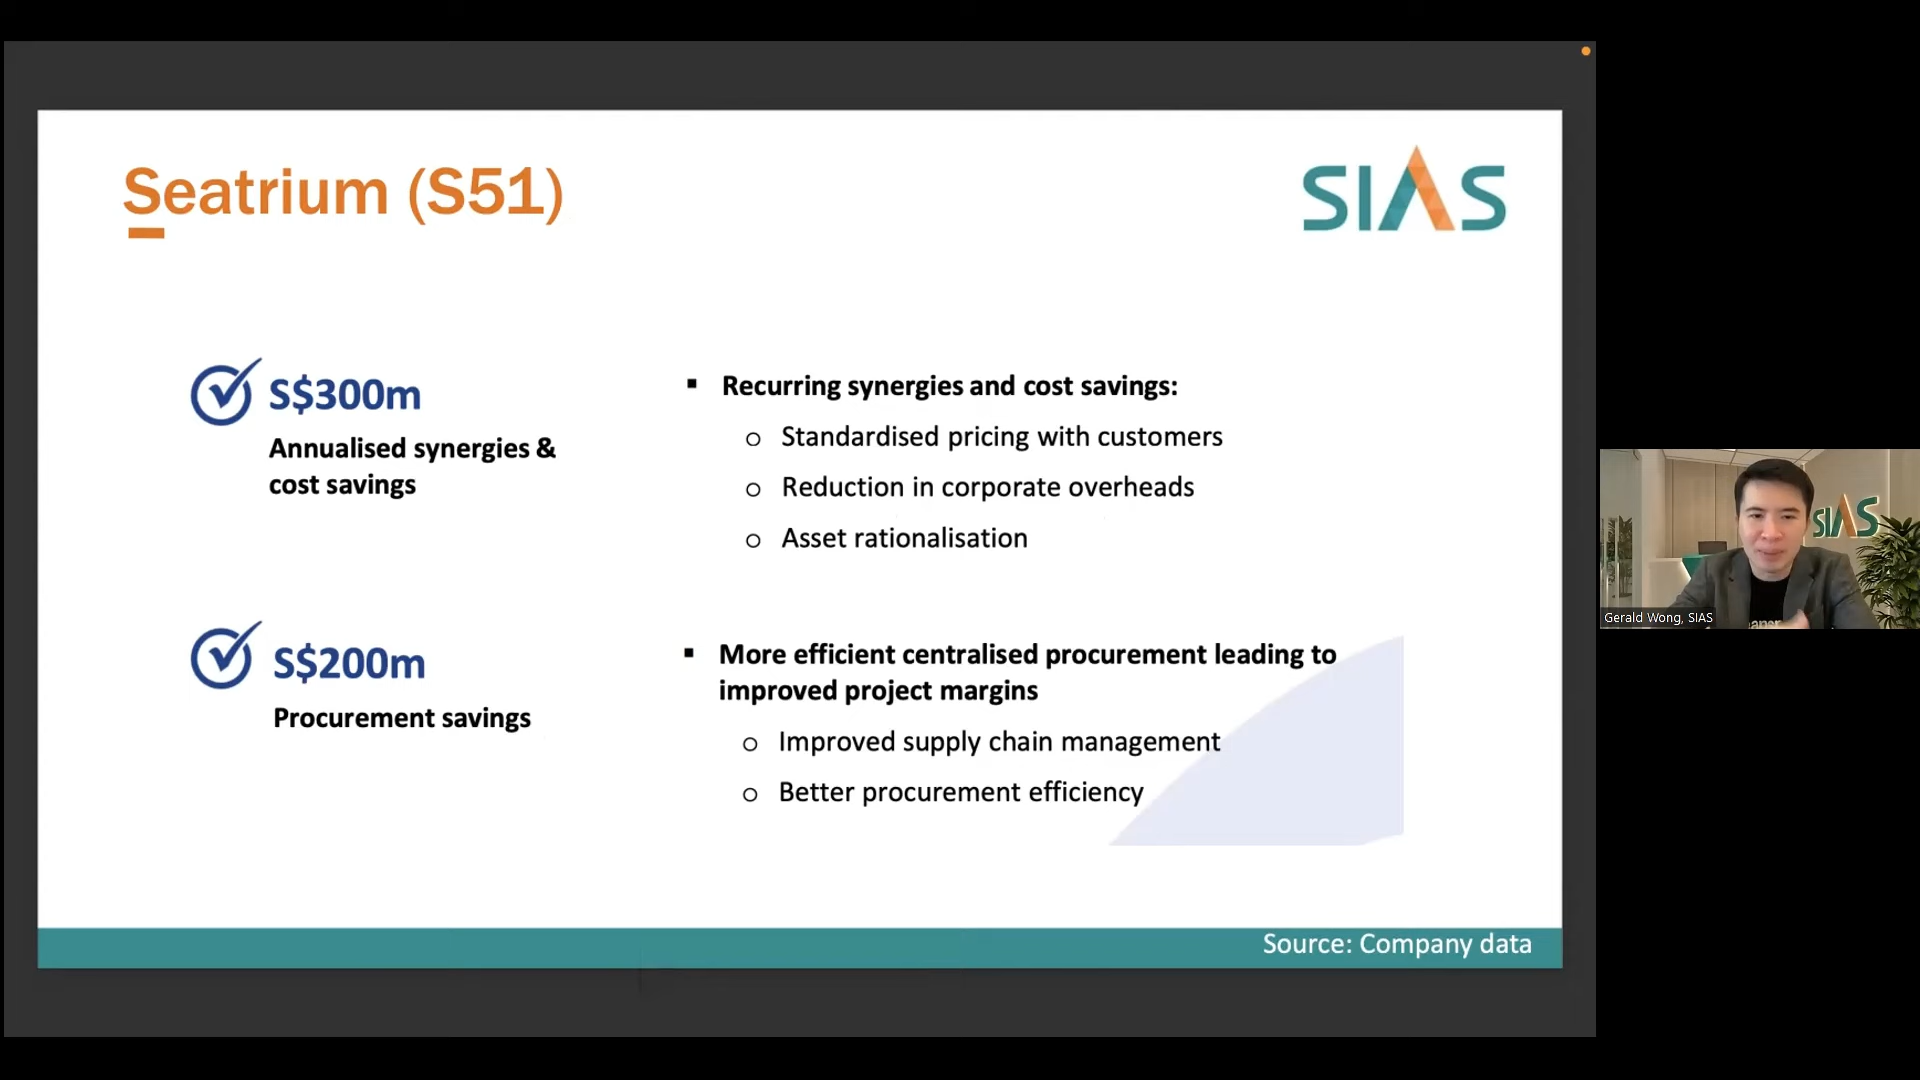 Seatrium (S51)
SIAS
S$300m
Annualised synergies &
cost savings
Recurring synergies and cost savings:
Standardised pricing with customers
Reduction in corporate overheads
Asset rationalisation
S$200m
Procurement savings
More efficient centralised procurement leading to
improved project margins
Improved supply chain management
Better procurement efficiency
Source: Company data
SIAS
Gerald Wong, SIAS